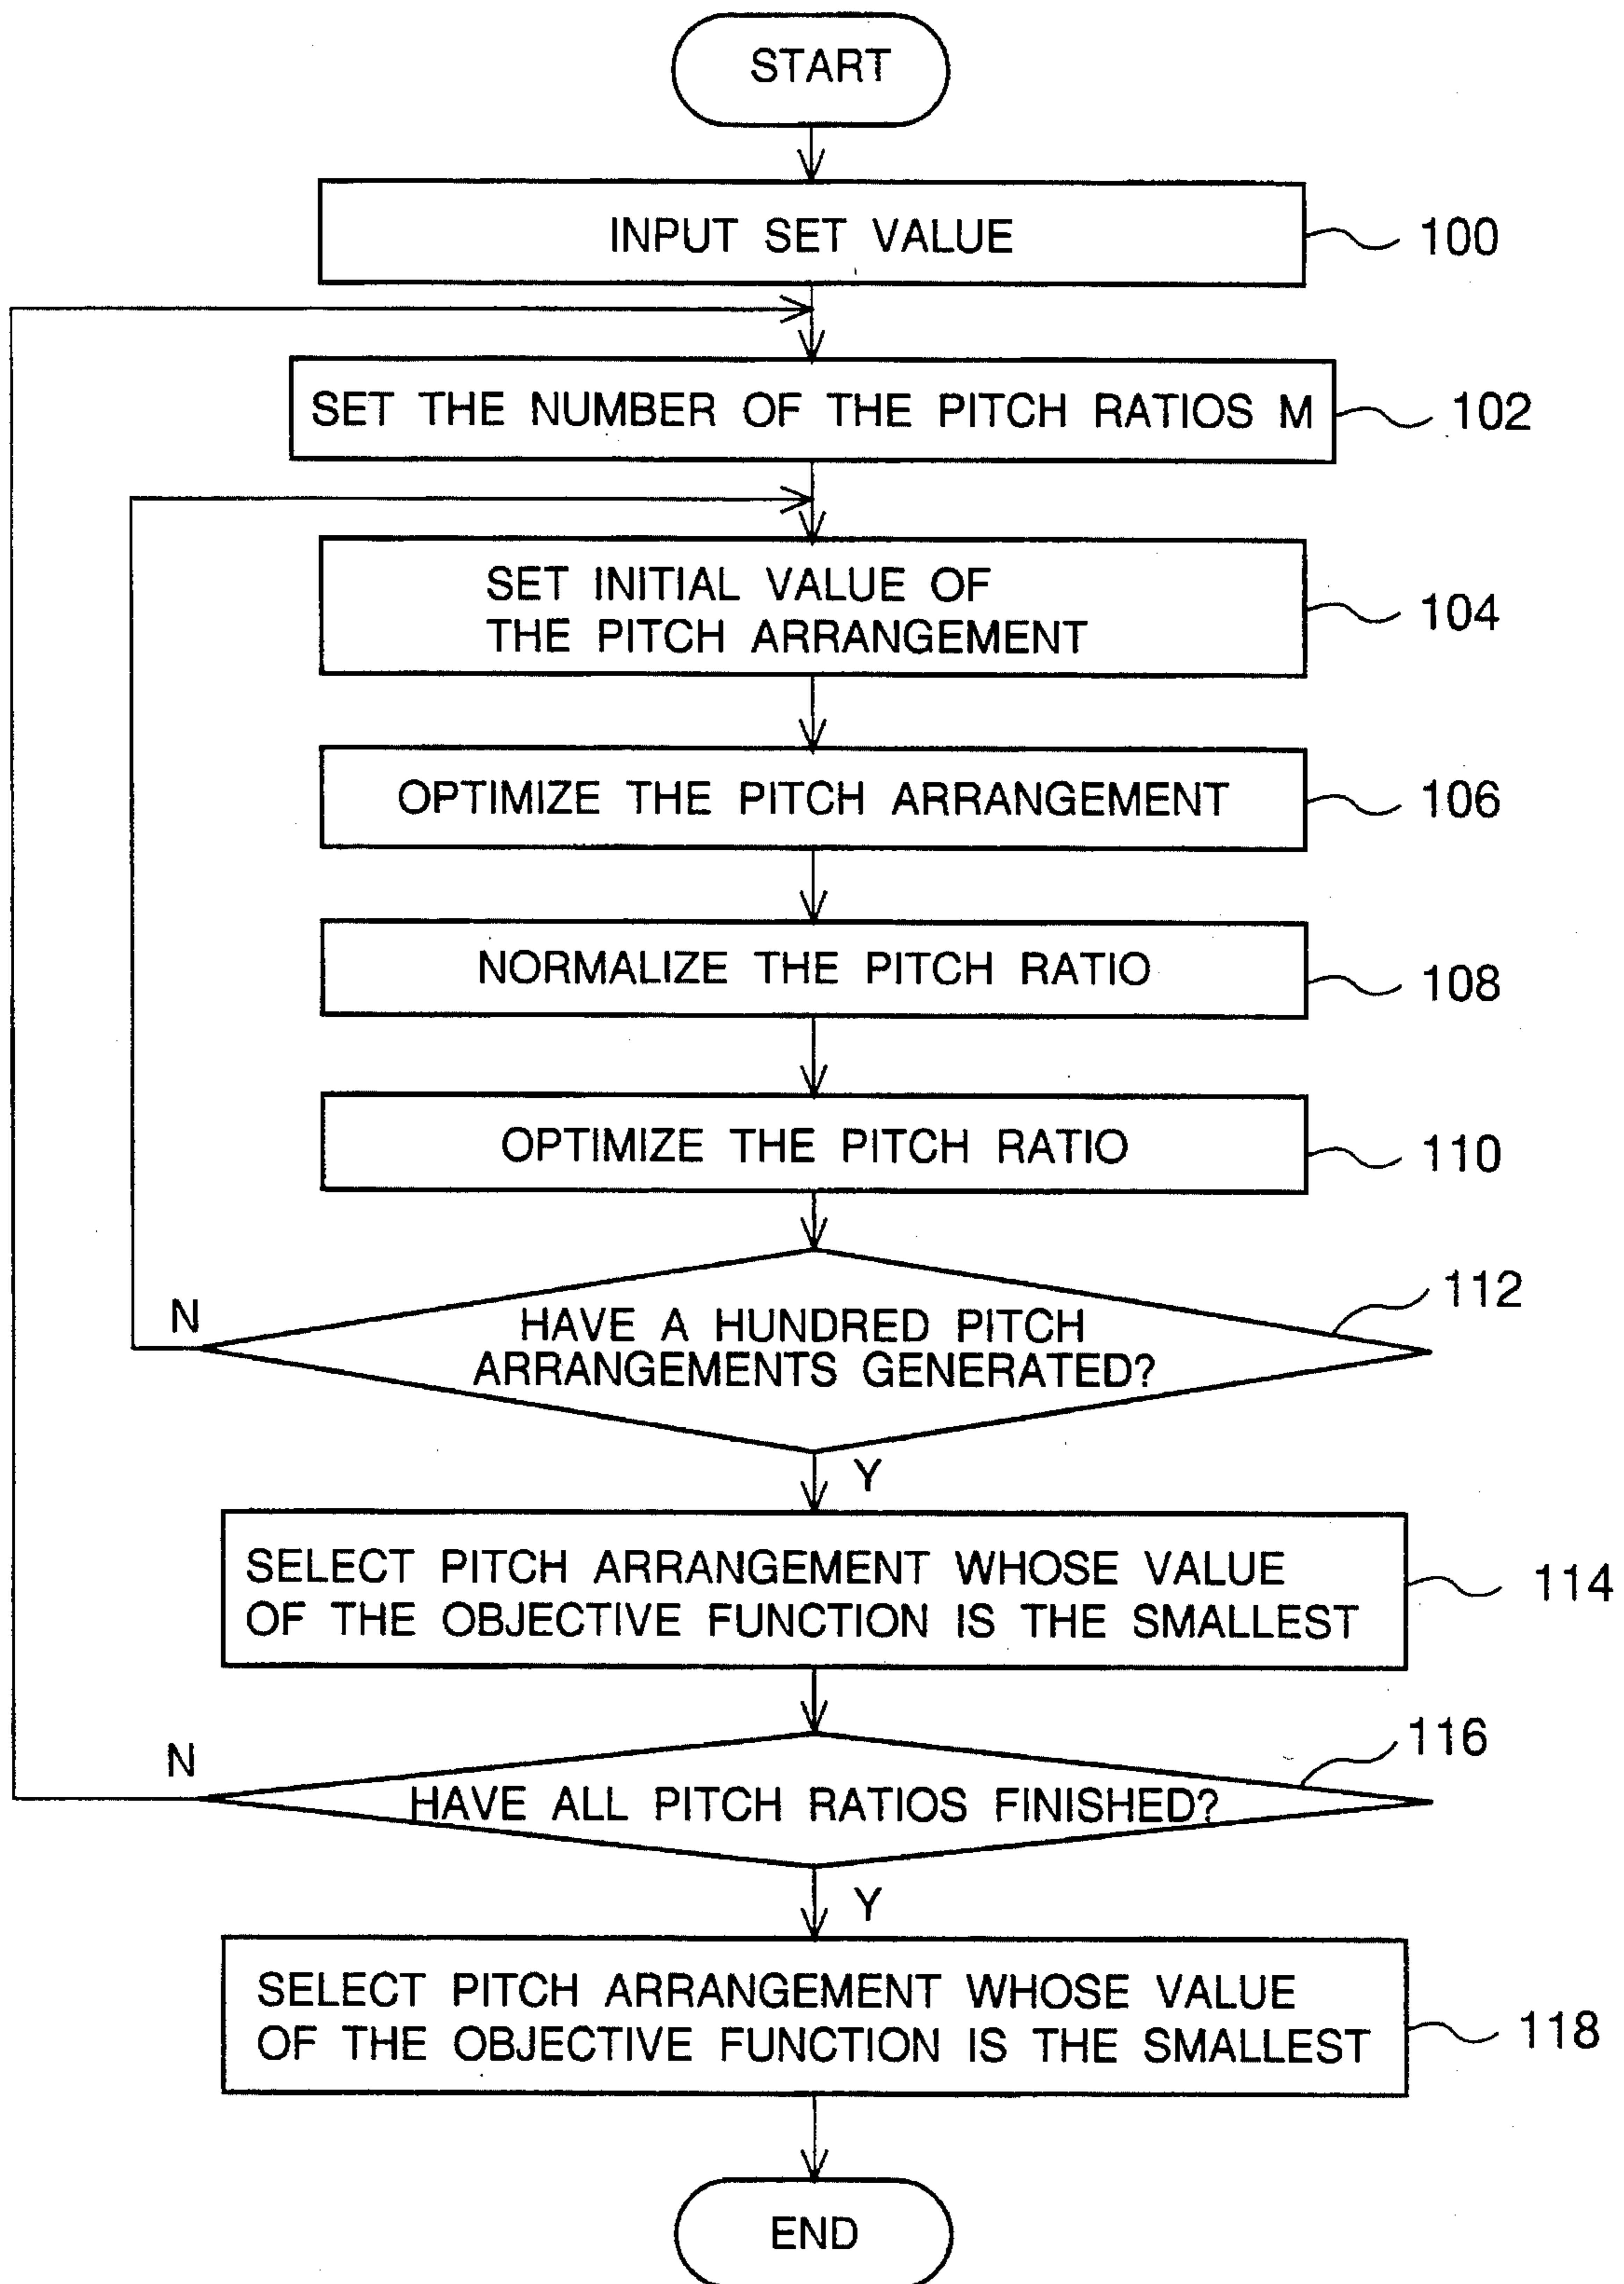 START
INPUT SET VALUE
100
SET THE NUMBER OF THE PITCH RATIOS M
102
SET INITIAL VALUE OF
THE PITCH ARRANGEMENT
104
OPTIMIZE THE PITCH ARRANGEMENT
106
NORMALIZE THE PITCH RATIO
108
OPTIMIZE THE PITCH RATIO
110
112
N
HAVE A HUNDRED PITCH
ARRANGEMENTS GENERATED?
Y
SELECT PITCH ARRANGEMENT WHOSE VALUE
OF THE OBJECTIVE FUNCTION IS THE SMALLEST
114
116
N
HAVE ALL PITCH RATIOS FINISHED?
Y
SELECT PITCH ARRANGEMENT WHOSE VALUE
OF THE OBJECTIVE FUNCTION IS THE SMALLEST
118
END